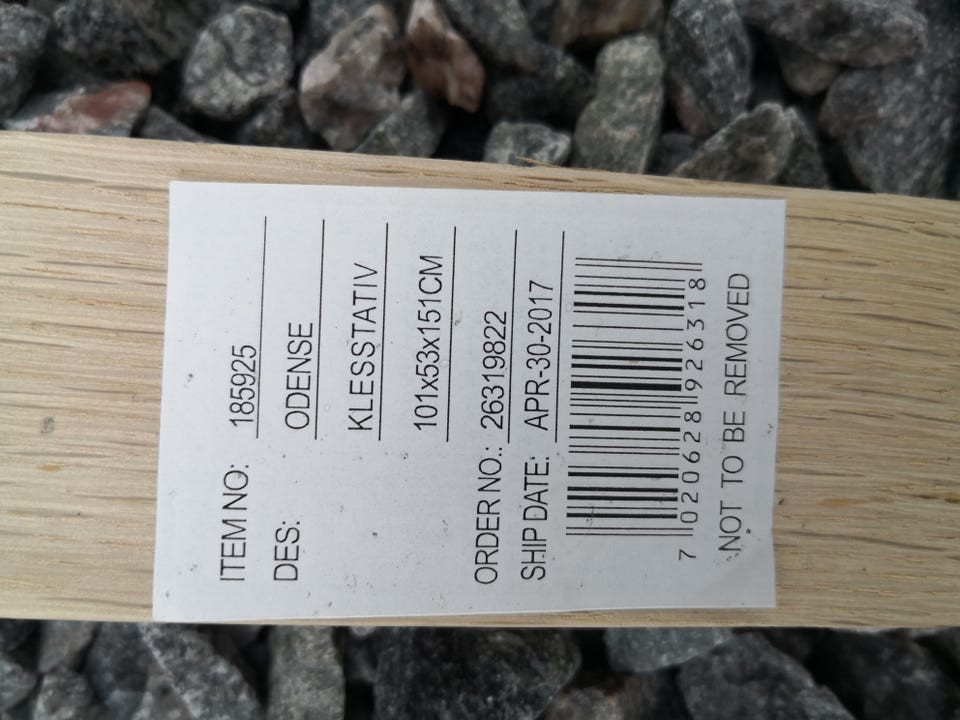 ITEM NO: 185925
DES: ODENSE
KLESSTATIV
101x53x151CM
ORDER NO.: 26319822
SHIP DATE: APR-30-2017
7 020628 926318
NOT TO BE REMOVED